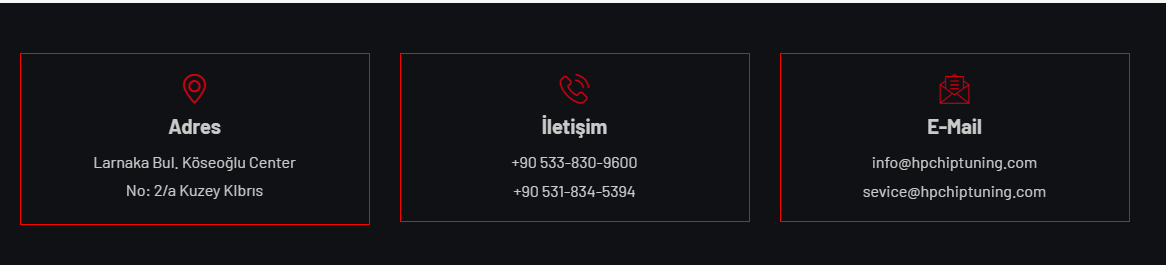 Adres
Larnaka Bul. Köseoğlu Center
No: 2/a Kuzey KIbrıs
İletişim
+90 533-830-9600
+90 531-834-5394
E-Mail
info@hpchiptuning.com
sevice@hpchiptuning.com